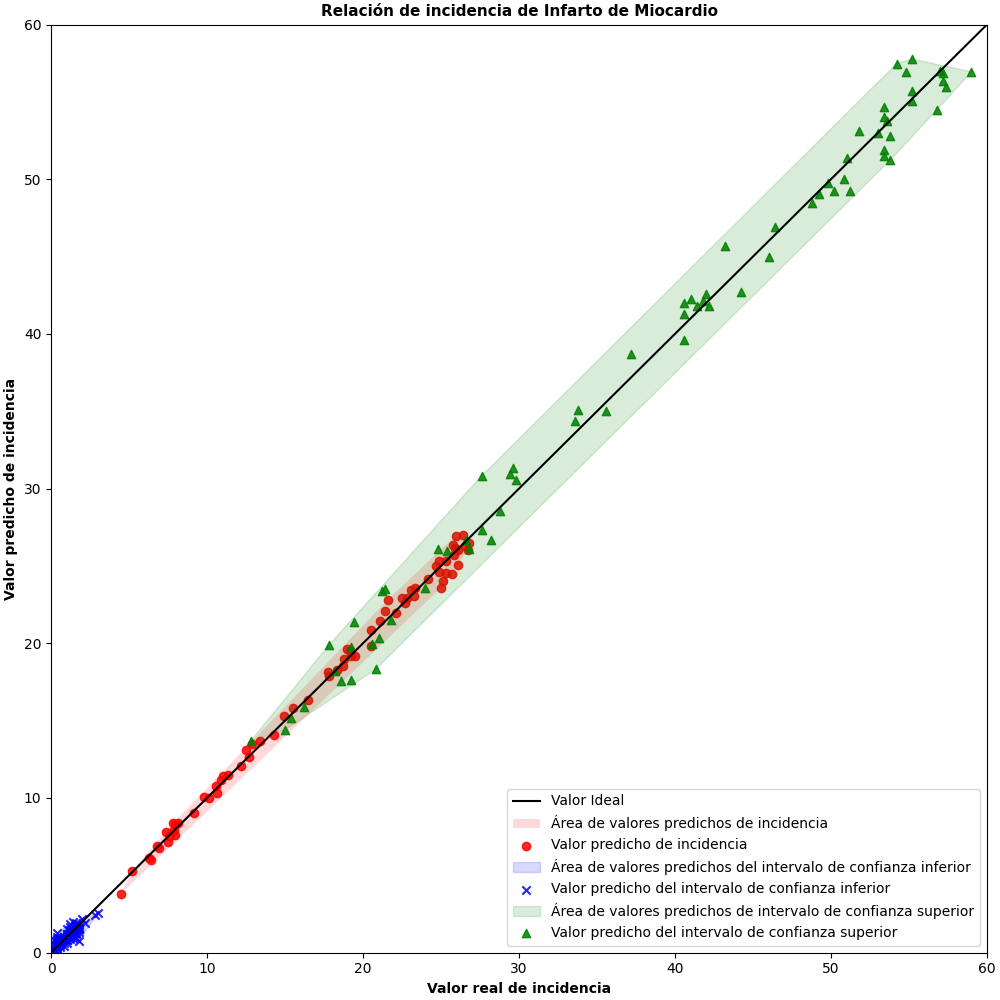 Relación de incidencia de Infarto de Miocardio
60
50
40
30
20
10
0
Valor predicho de incidencia
Valor Ideal
Área de valores predichos de incidencia
Valor predicho de incidencia
Área de valores predichos del intervalo de confianza inferior
Valor predicho del intervalo de confianza inferior
Área de valores predichos de intervalo de confianza superior
Valor predicho del intervalo de confianza superior
0 10 20 30 40 50 60
Valor real de incidencia